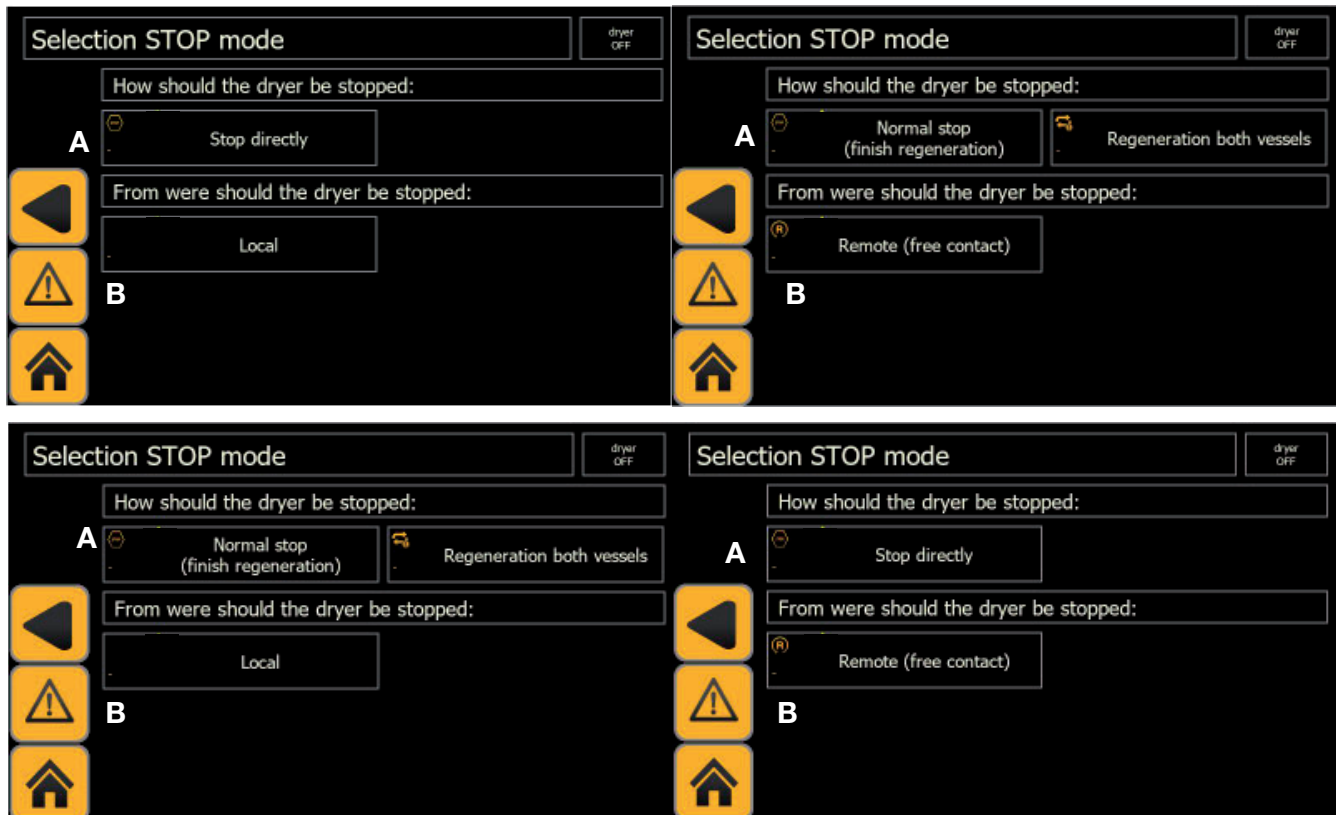 Selection STOP mode
dryer
OFF
How should the dryer be stopped:
A
Stop directly
-
From were should the dryer be stopped:
Local
-
B
Selection STOP mode
dryer
OFF
How should the dryer be stopped:
A
Normal stop
(finish regeneration)
-
Regeneration both vessels
-
From were should the dryer be stopped:
R
Remote (free contact)
-
B
Selection STOP mode
dryer
OFF
How should the dryer be stopped:
A
Normal stop
(finish regeneration)
-
Regeneration both vessels
-
From were should the dryer be stopped:
Local
-
B
Selection STOP mode
dryer
OFF
How should the dryer be stopped:
A
Stop directly
-
From were should the dryer be stopped:
R
Remote (free contact)
-
B